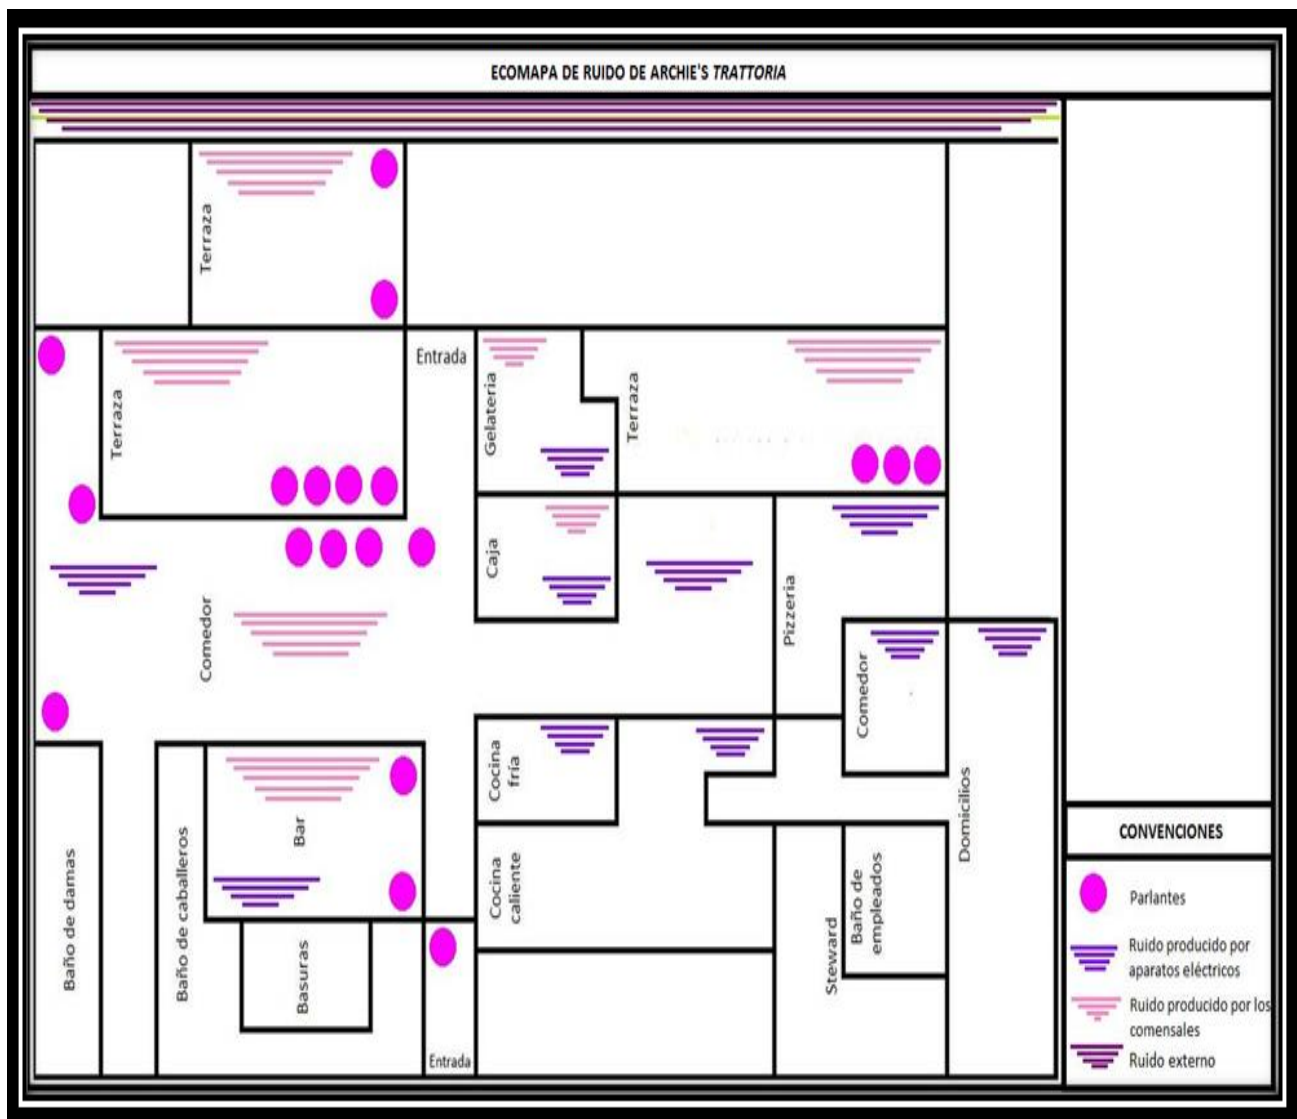 ECOMAPA DE RUIDO DE ARCHIE'S TRATTORIA
Terraza
Terraza
Entrada
Gelateria
Terraza
Caja
Comedor
Pizzeria
Comedor
Cocina
fría
Domicilios
Bar
Baño de damas
Baño de caballeros
Cocina
caliente
Basuras
Steward
Baño de
empleados
Entrada
CONVENCIONES
Parlantes
Ruido producido por
aparatos eléctricos
Ruido producido por los
comensales
Ruido externo